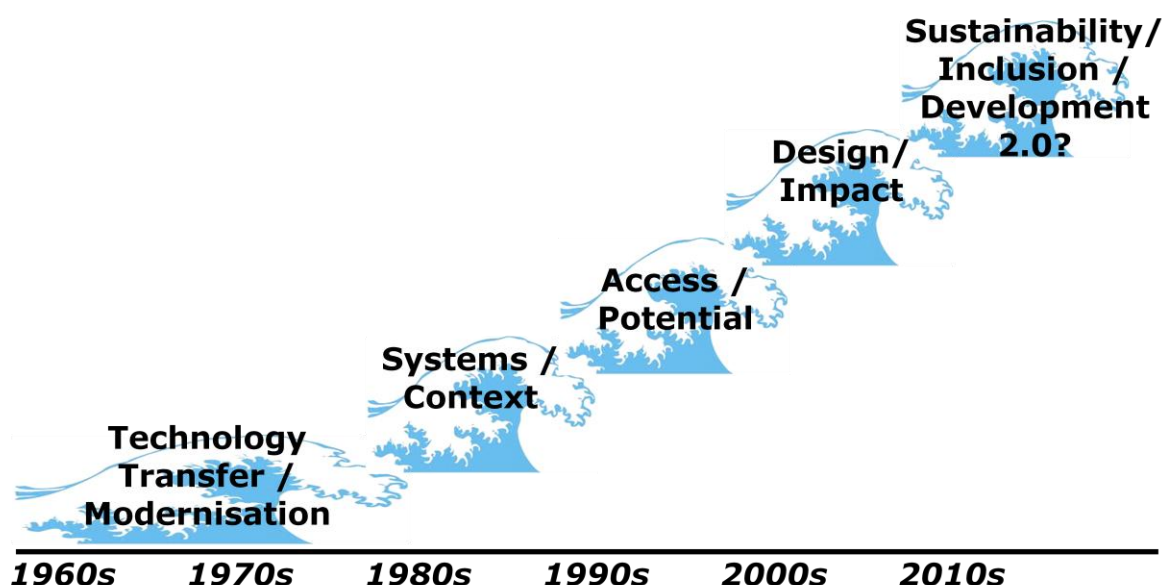 Sustainability/
Inclusion /
Development
2.0?
Design/
Impact
Access /
Potential
Systems /
Context
Technology
Transfer /
Modernisation
1960s 1970s 1980s 1990s 2000s 2010s